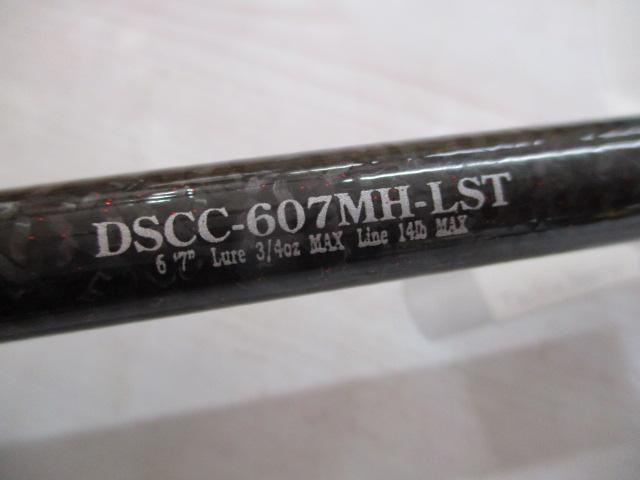 DSCC-607MH-LST
6 "7" Lure 3/4oz MAX Line 14lb MAX